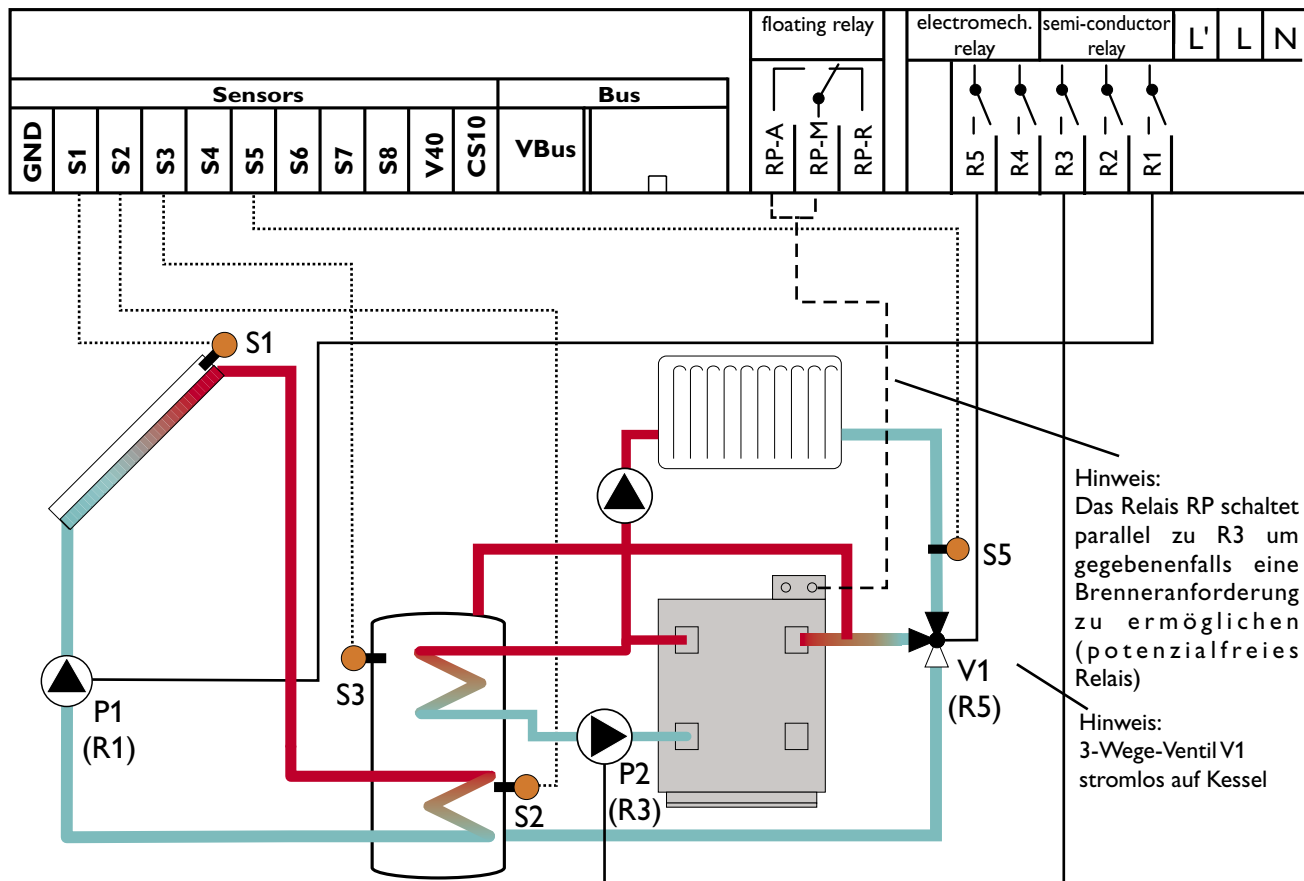 floating relay
electromech. relay
semi-conductor relay
L'
L
N
Sensors
Bus
GND
S1
S2
S3
S4
S5
S6
S7
S8
V40
CS10
VBus
RP-A
RP-M
RP-R
R5
R4
R3
R2
R1
S1
Hinweis:
Das Relais RP schaltet
parallel zu R3 um
gegebenenfalls eine
Brenneranforderung
zu ermöglichen
(potenzialfreies
Relais)
S5
S3
V1
(R5)
P1
(R1)
Hinweis:
3-Wege-Ventil V1
stromlos auf Kessel
P2
(R3)
S2